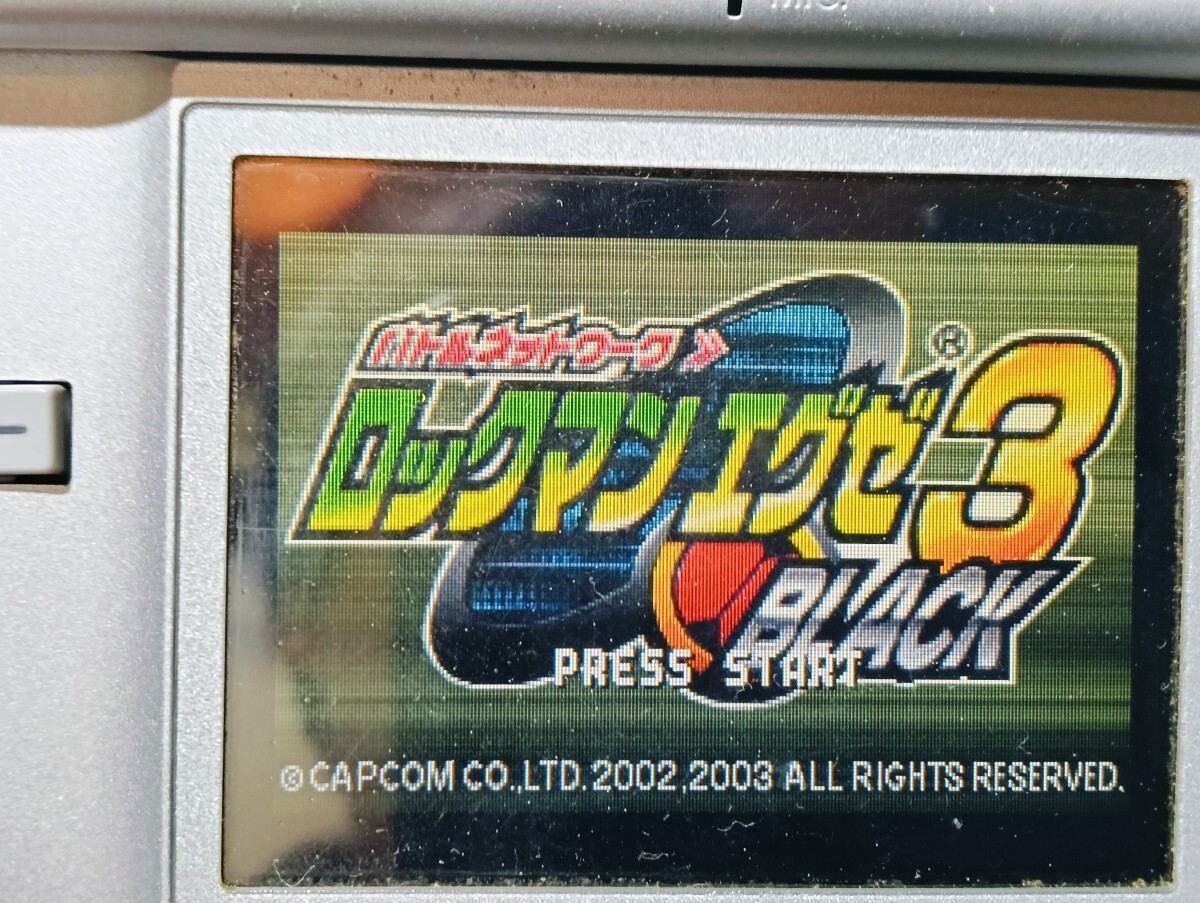 MIC.
バトルネットワーク
ロックマンエグゼ3
®
BLACK
PRESS START
© CAPCOM CO.,LTD. 2002,2003 ALL RIGHTS RESERVED.